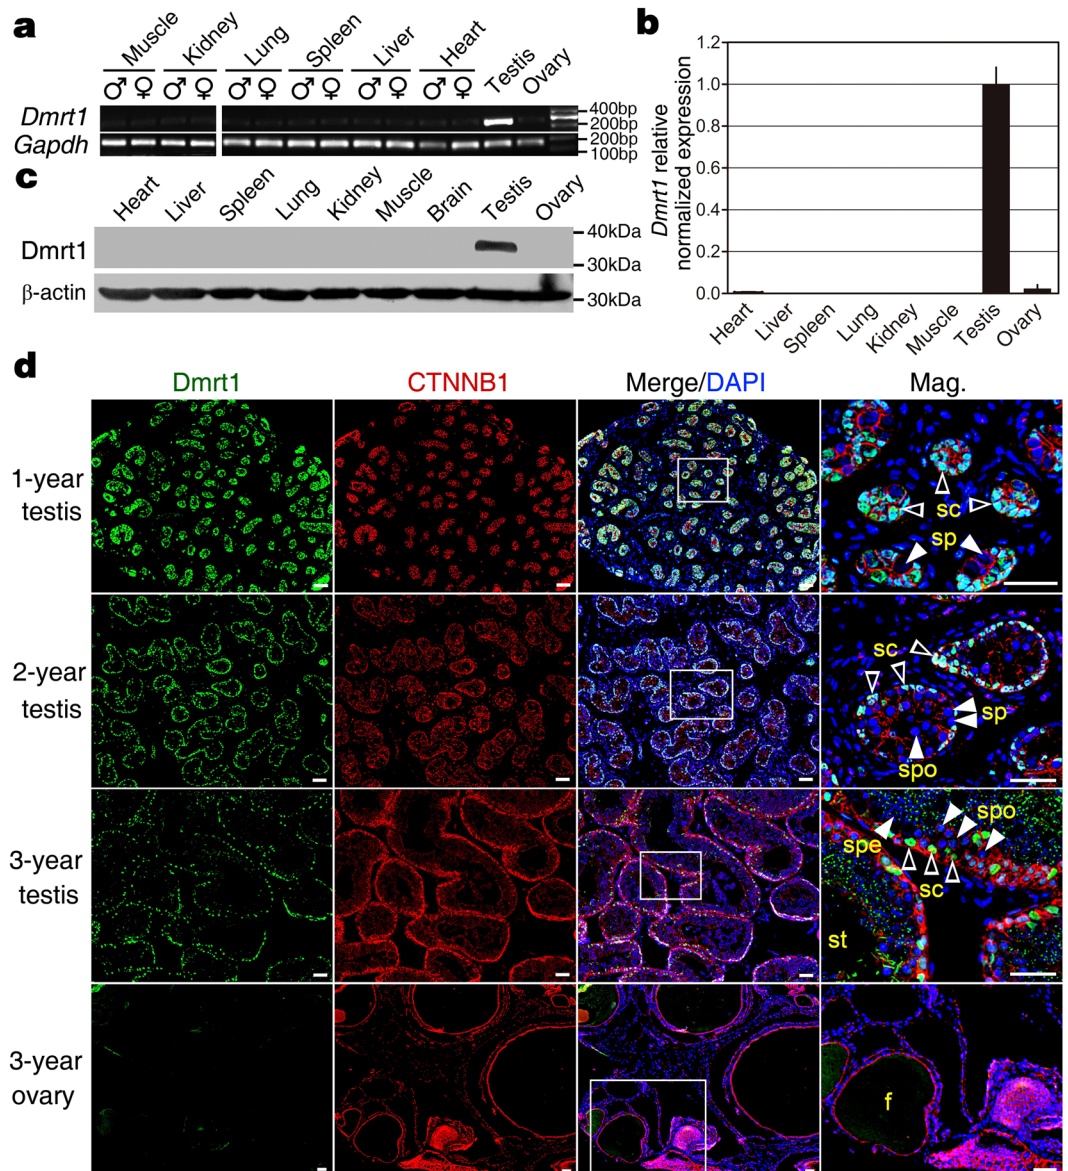 a
Muscle Kidney Lung Spleen Liver Heart Testis Ovary
♂ ♀ ♂ ♀ ♂ ♀ ♂ ♀ ♂ ♀ ♂ ♀
Dmrt1
400bp
200bp
Gapdh
200bp
100bp
b
Dmrt1 relative
normalized expression
1.2
1.0
0.8
0.6
0.4
0.2
0.0
Heart Liver Spleen Lung Kidney Muscle Testis Ovary
c
Heart Liver Spleen Lung Kidney Muscle Brain Testis Ovary
Dmrt1
40kDa
30kDa
β-actin
30kDa
d
Dmrt1 CTNNB1 Merge/DAPI Mag.
1-year
testis
sc
sp
2-year
testis
sc
sp
spo
3-year
testis
spo
spe
sc
st
3-year
ovary
f